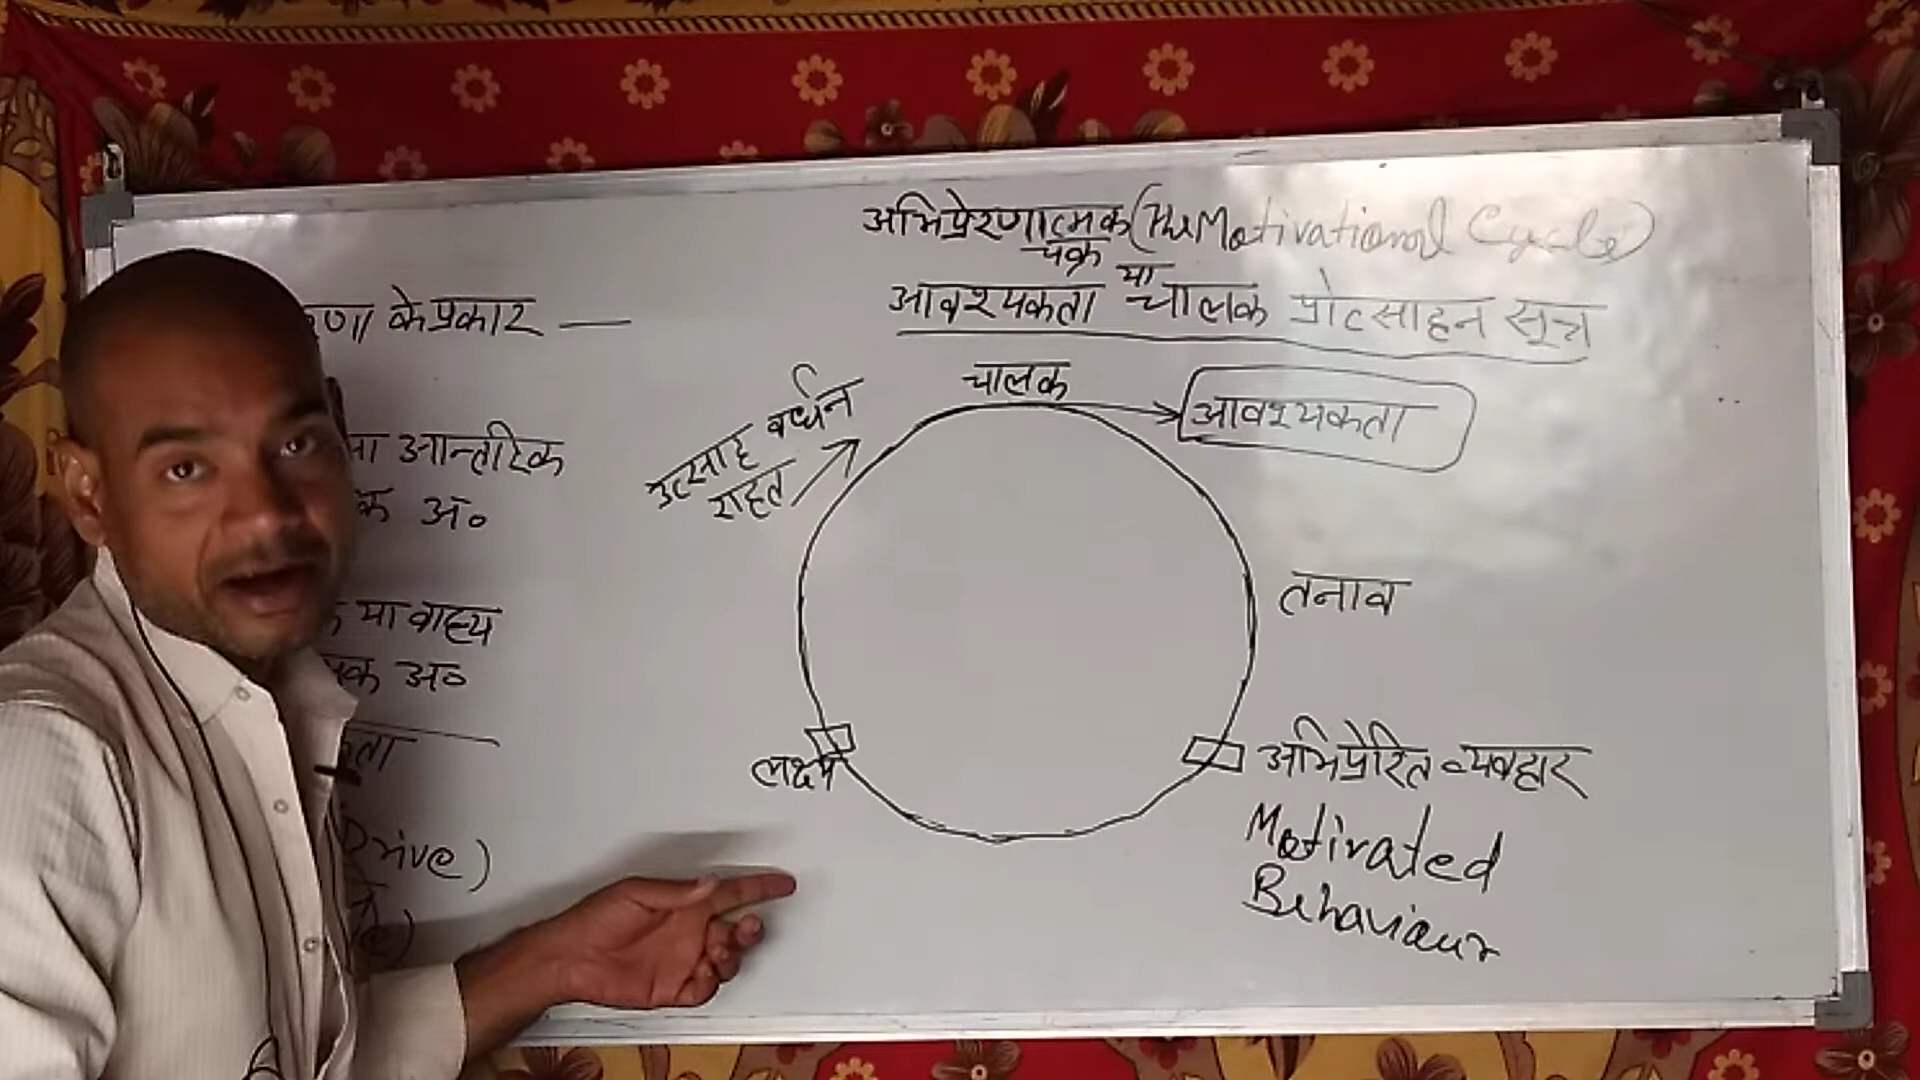 अभिप्रेरणात्मक (The Motivational Cycle)
चक्र
या
आवश्यकता चालक प्रोत्साहन सूत्र
के प्रकार —
आन्तरिक
अ०
या वाह्य
अ०
Drive)
चालक
आवश्यकता
उत्साह वर्धन
राहत
तनाव
लक्ष्य
अभिप्रेरित व्यवहार
Motivated
Behaviour